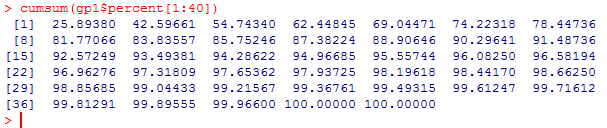 > cumsum(gp1$percent[1:40])
[1] 25.89380 42.59661 54.74340 62.44845 69.04471 74.22318 78.44736
[8] 81.77066 83.83557 85.75246 87.38224 88.90646 90.29641 91.48736
[15] 92.57249 93.49381 94.28622 94.96685 95.55744 96.08250 96.58194
[22] 96.96276 97.31809 97.65362 97.93725 98.19618 98.44170 98.66250
[29] 98.85685 99.04433 99.21567 99.36761 99.49315 99.61247 99.71612
[36] 99.81291 99.89555 99.96600 100.00000 100.00000
>